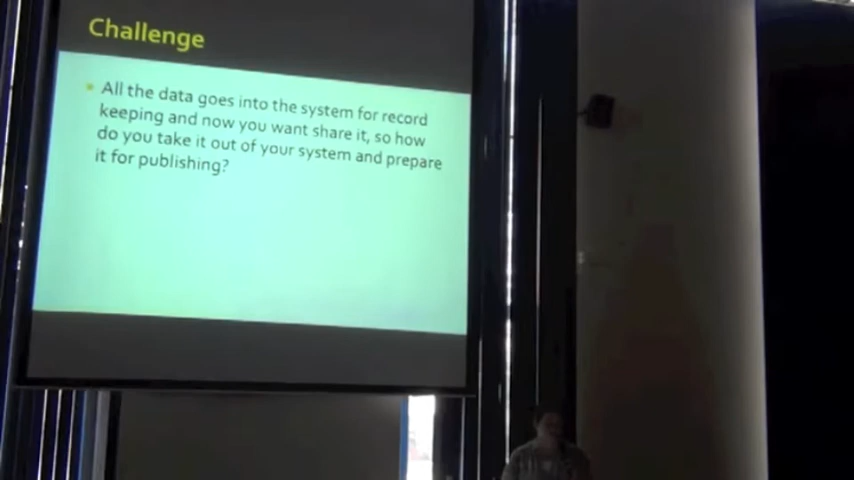 Challenge
All the data goes into the system for record
keeping and now you want share it, so how
do you take it out of your system and prepare
it for publishing?